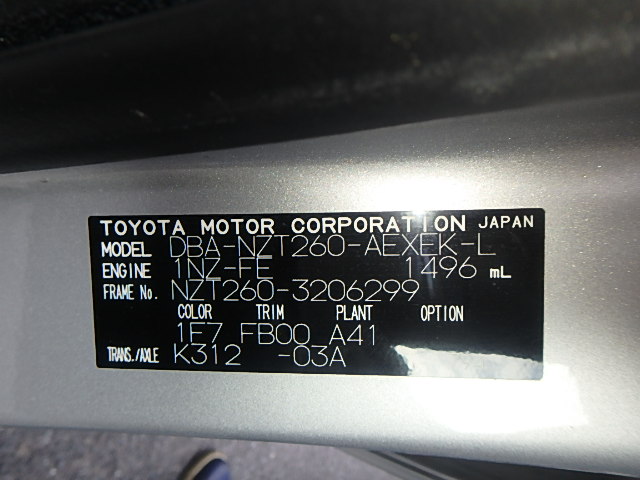 TOYOTA MOTOR CORPORATION JAPAN
MODEL DBA-NZT260-AEXEK-L
ENGINE 1NZ-FE 1496 mL
FRAME No. NZT260-3206299
COLOR TRIM PLANT OPTION
1F7 FB00 A41
TRANS./AXLE K312 -03A